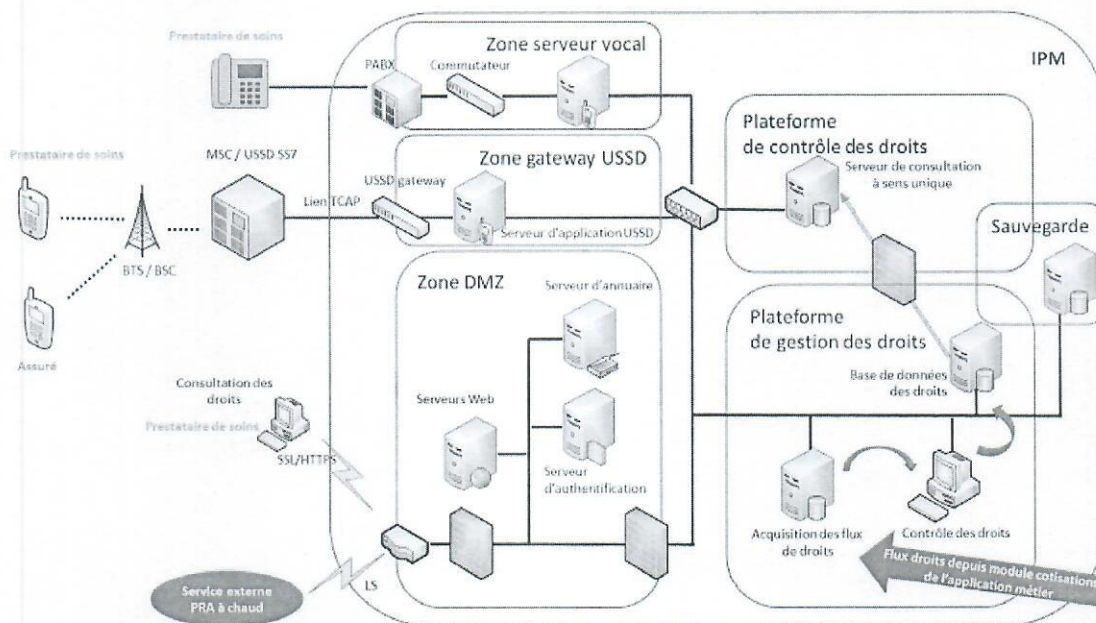 Prestataire de soins
Zone serveur vocal
IPM
PABX
Commutateur
Plateforme
de contrôle des droits
Serveur de consultation
à sens unique
Prestataire de soins
MSC / USSD SS7
Zone gateway USSD
USSD gateway
Lien TCAP
Serveur d'application USSD
Sauvegarde
BTS / BSC
Zone DMZ
Serveur d'annuaire
Plateforme
de gestion des droits
Assuré
Base de données
des droits
Consultation des
droits
Serveurs Web
Prestataire de soins
SSL/HTTPS
Serveur
d'authentification
Acquisition des flux
de droits
Contrôle des droits
Flux droits depuis module cotisations
de l'application métier
LS
Service externe
PRA à chaud